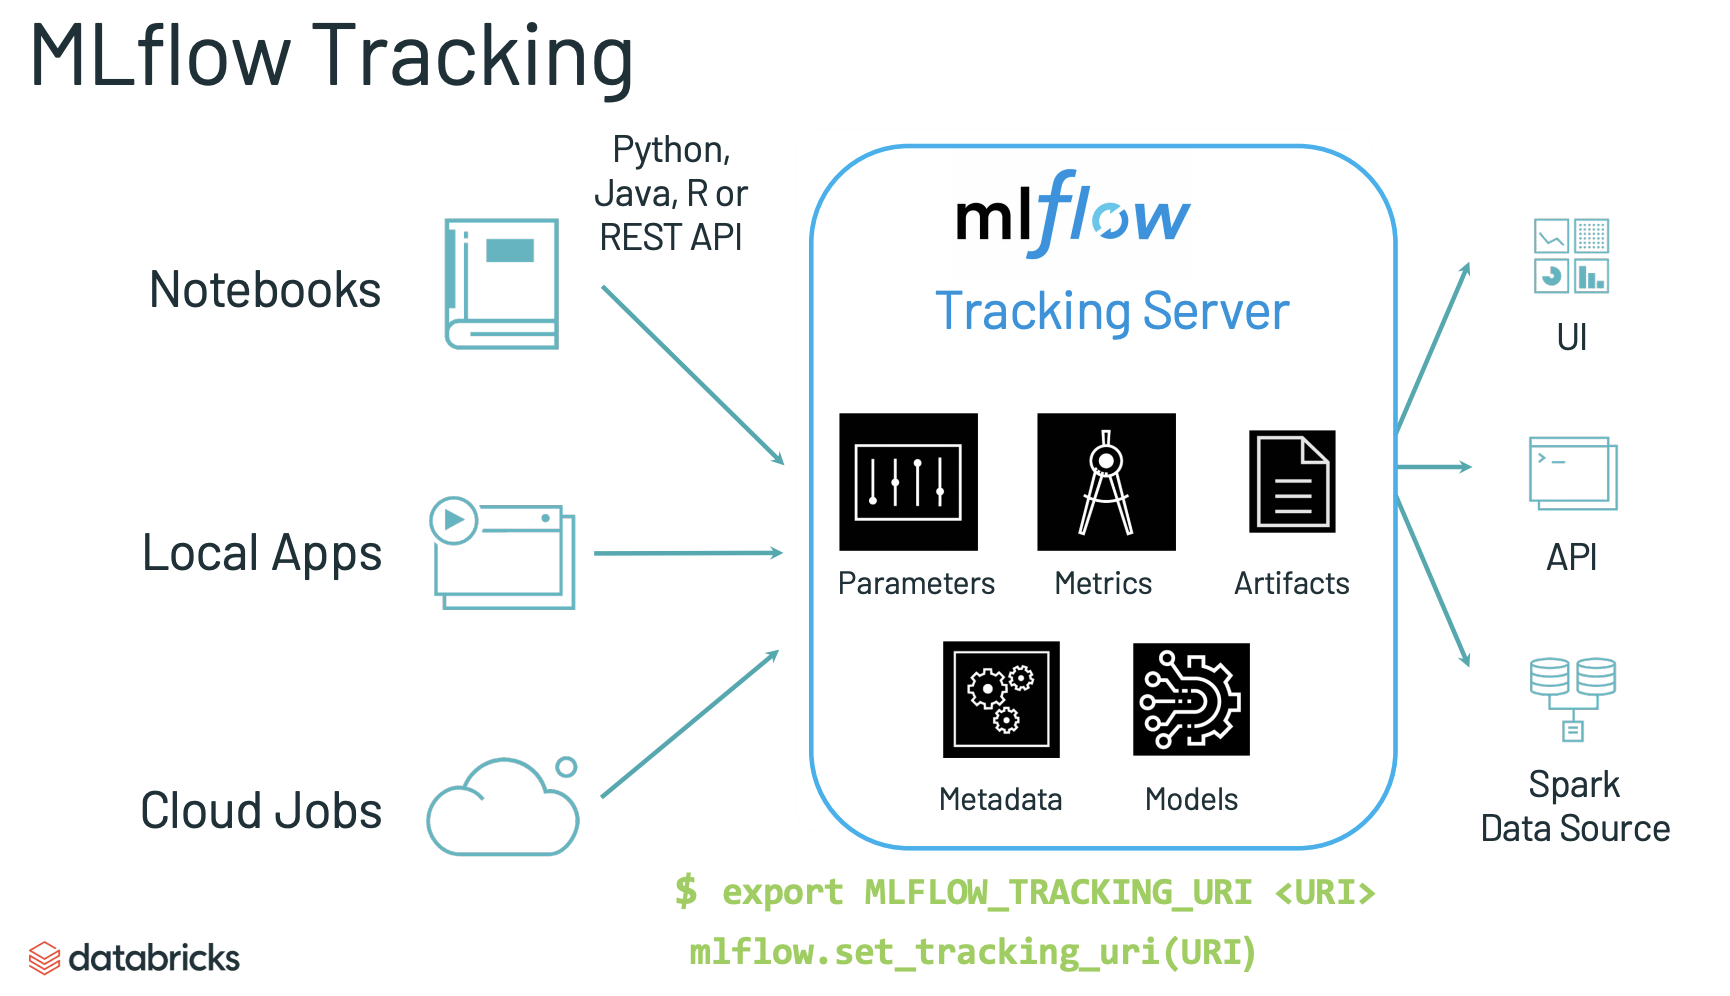 MLflow Tracking
Python,
Java, R or
REST API
Notebooks
Local Apps
Cloud Jobs
mlflow
Tracking Server
Parameters
Metrics
Artifacts
Metadata
Models
UI
API
Spark
Data Source
$ export MLFLOW_TRACKING_URI <URI>
mlflow.set_tracking_uri(URI)
databricks